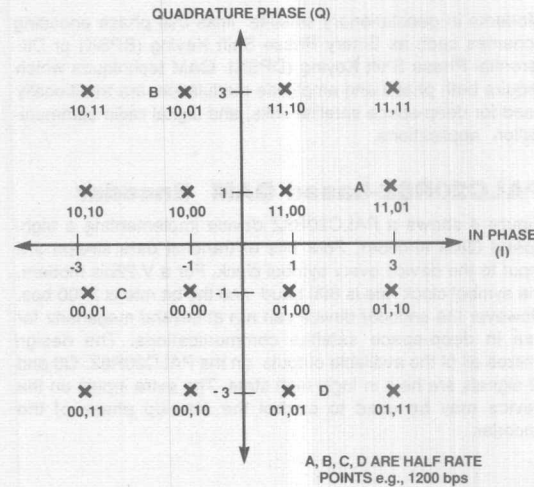 QUADRATURE PHASE (Q)
3
B
10,11 10,01 11,10 11,11
A
10,10 10,00 11,00 11,01
-3 -1 1 3
IN PHASE
(I)
C
-1
00,01 00,00 01,00 01,10
-3
D
00,11 00,10 01,01 01,11
A, B, C, D ARE HALF RATE
POINTS e.g., 1200 bps